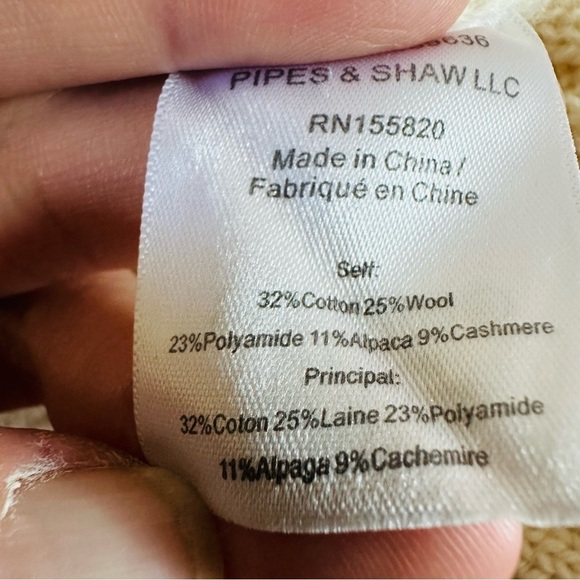 PIPES & SHAW LLC
RN155820
Made in China/
Fabriqué en Chine
Self:
32%Cotton 25%Wool
23%Polyamide 11%Alpaca 9%Cashmere
Principal:
32%Coton 25%Laine 23%Polyamide
11%Alpaga 9%Cachemire